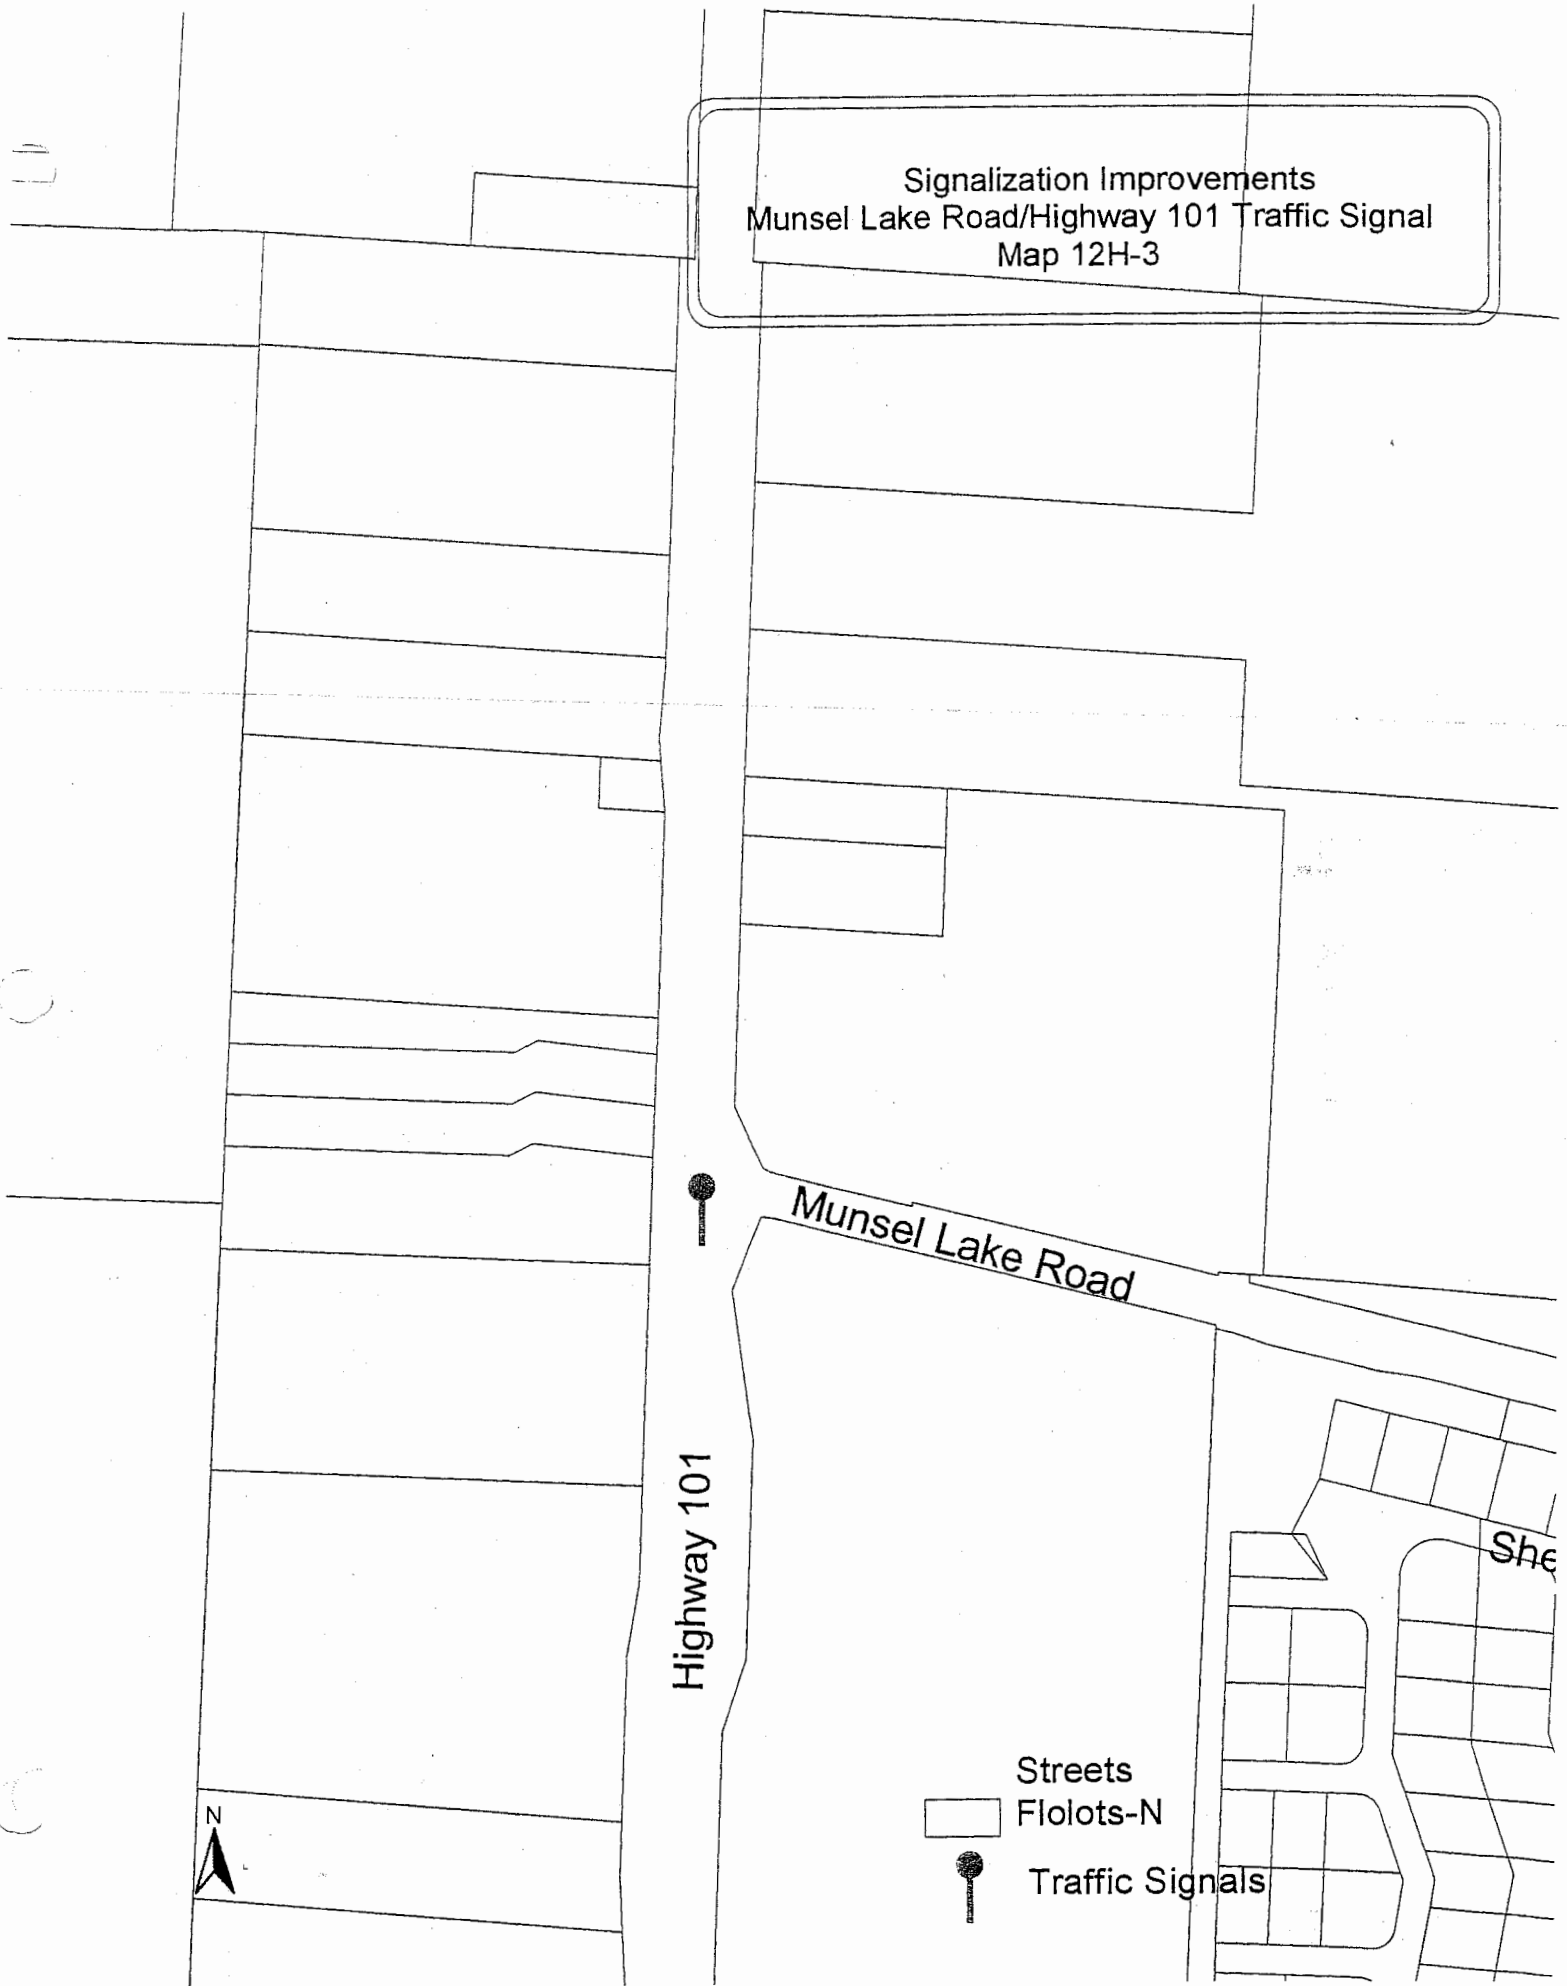 Signalization Improvements
Munsel Lake Road/Highway 101 Traffic Signal
Map 12H-3
Munsel Lake Road
Highway 101
She
Streets
Flolots-N
Traffic Signals
N